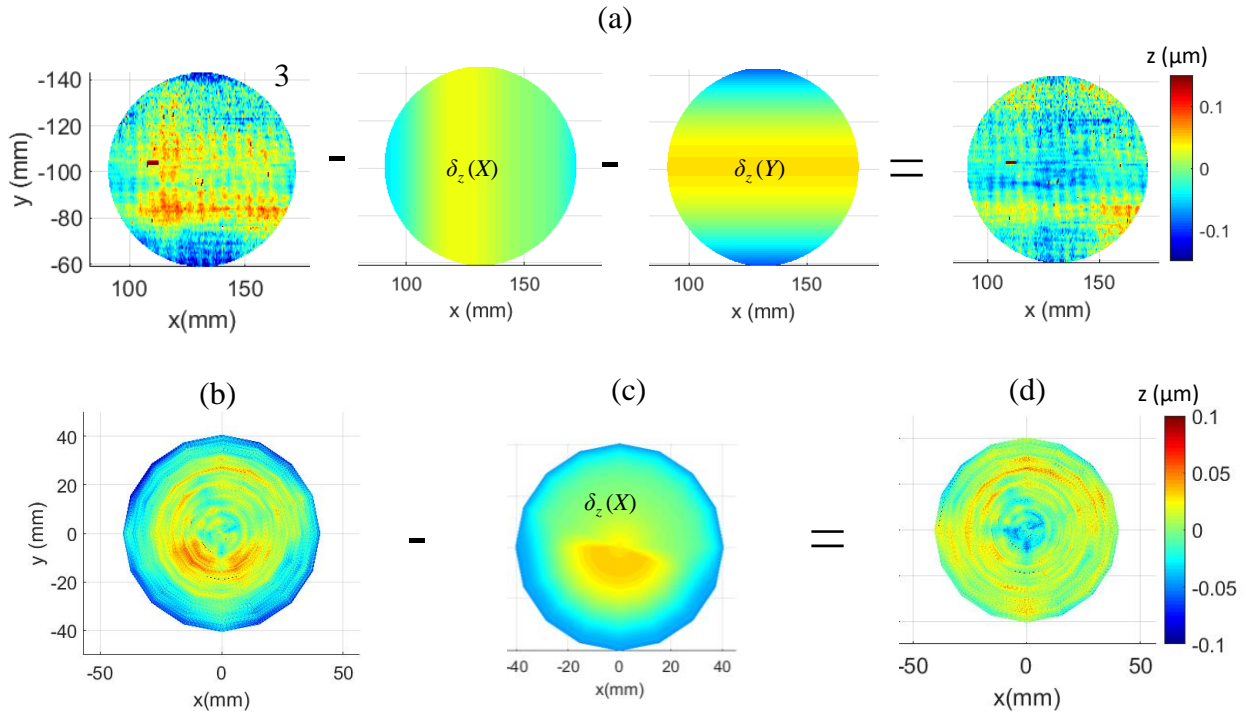 (a)
3
z (µm)
-140
-120
-100
-80
-60
y (mm)
100 150
x(mm)
-
δz(X)
100 150
x (mm)
-
δz(Y)
100 150
x (mm)
=
100 150
x (mm)
0.1
0
-0.1
(b)
(c)
(d)
z (µm)
40
20
0
-20
-40
y (mm)
-50 0 50
x(mm)
-
δz(X)
-40 -20 0 20 40
x(mm)
=
-50 0 50
x(mm)
0.1
0.05
0
-0.05
-0.1